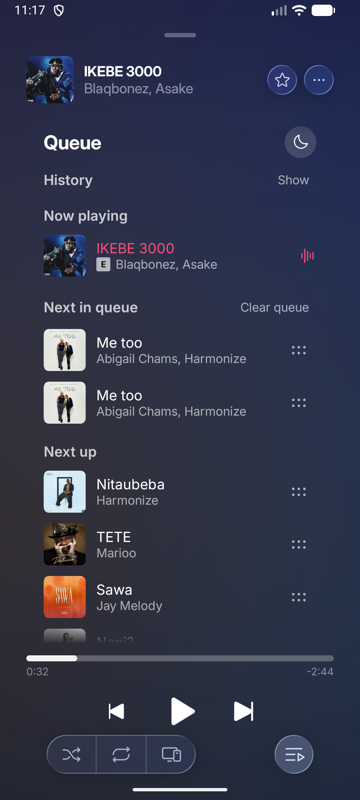 11:17
IKEBE 3000
Blaqbonez, Asake
Queue
History
Show
Now playing
IKEBE 3000
E Blaqbonez, Asake
Next in queue
Clear queue
Me too
Abigail Chams, Harmonize
Me too
Abigail Chams, Harmonize
Next up
Nitaubeba
Harmonize
TETE
Marioo
SAWA
Sawa
Jay Melody
0:32
-2:44